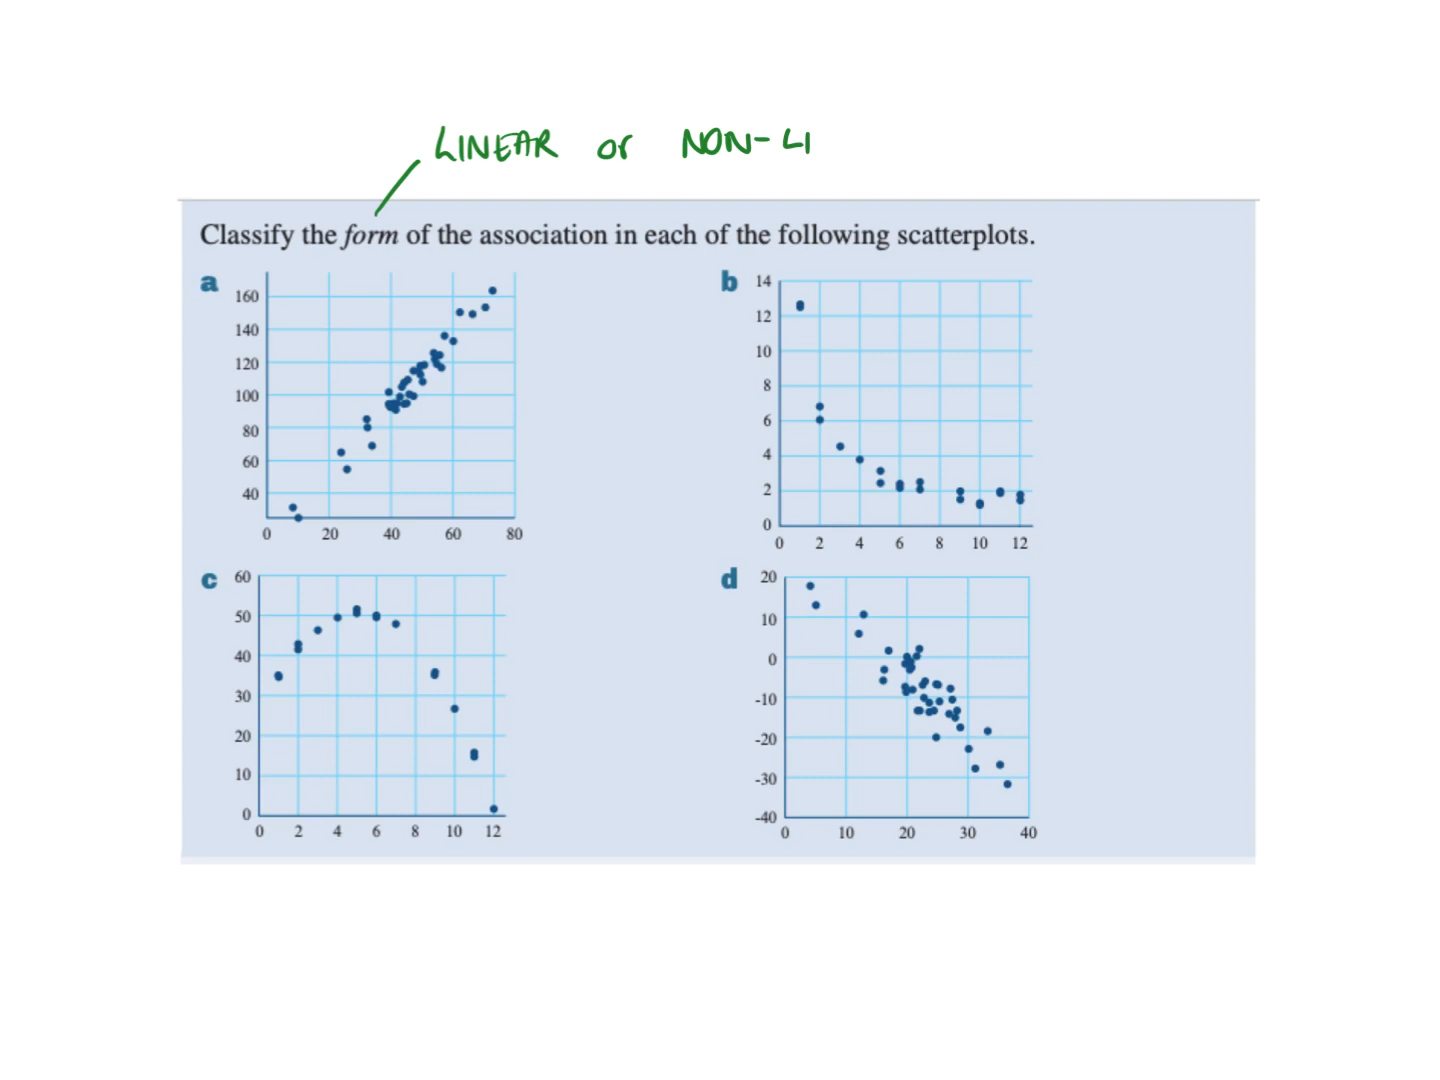 LINEAR or NON-LI
Classify the form of the association in each of the following scatterplots.
a
160
140
120
100
80
60
40
0 20 40 60 80
b
14
12
10
8
6
4
2
0
0 2 4 6 8 10 12
c
60
50
40
30
20
10
0
0 2 4 6 8 10 12
d
20
10
0
-10
-20
-30
-40
0 10 20 30 40